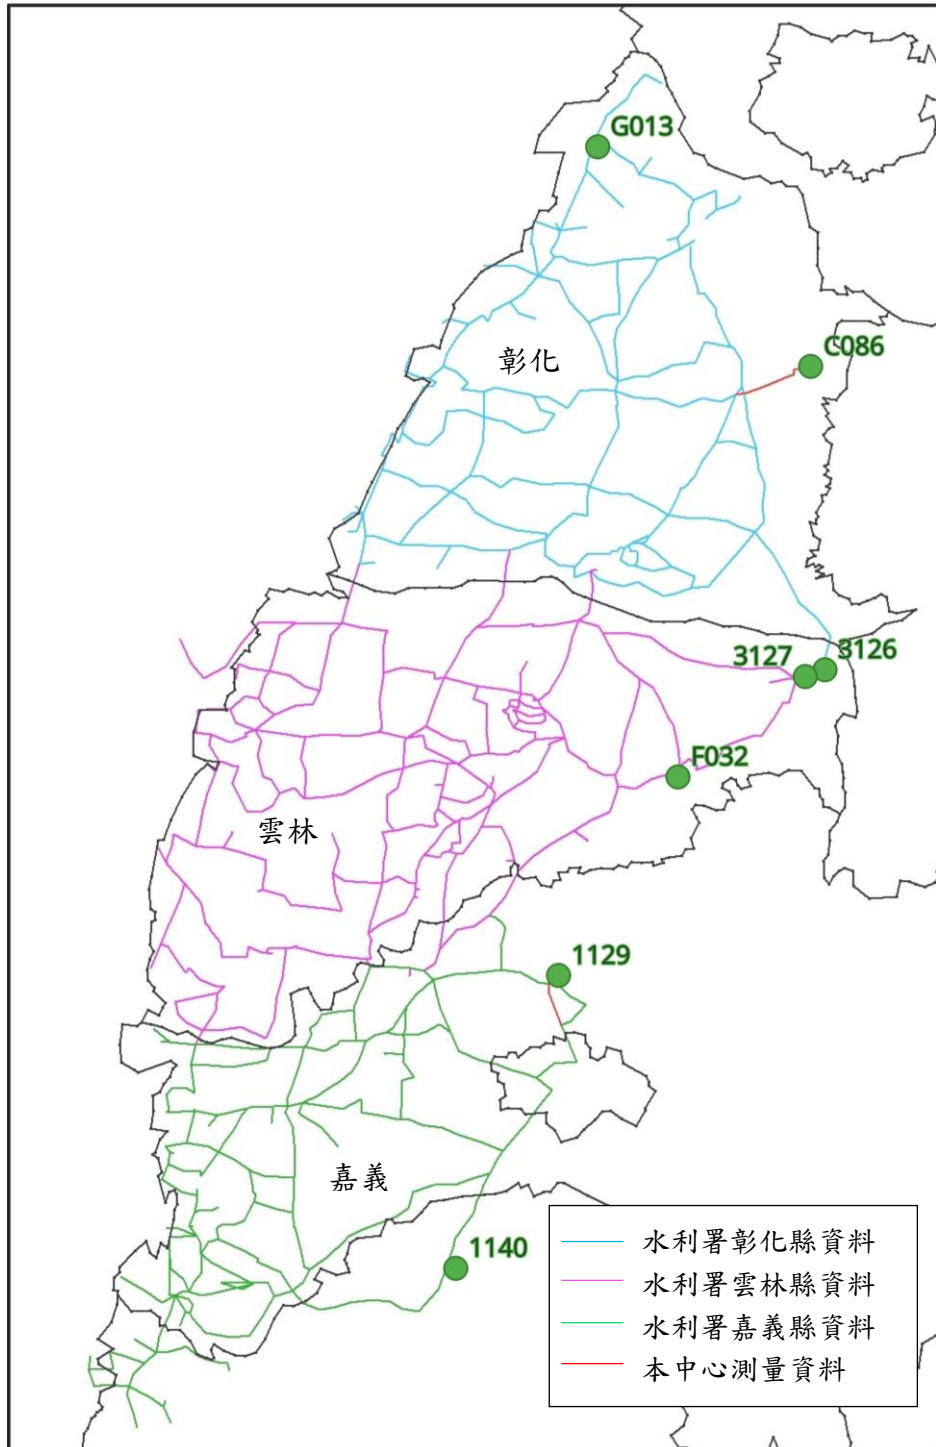 G013
C086
彰化
3127
3126
F032
雲林
1129
嘉義
1140
水利署彰化縣資料
水利署雲林縣資料
水利署嘉義縣資料
本中心測量資料